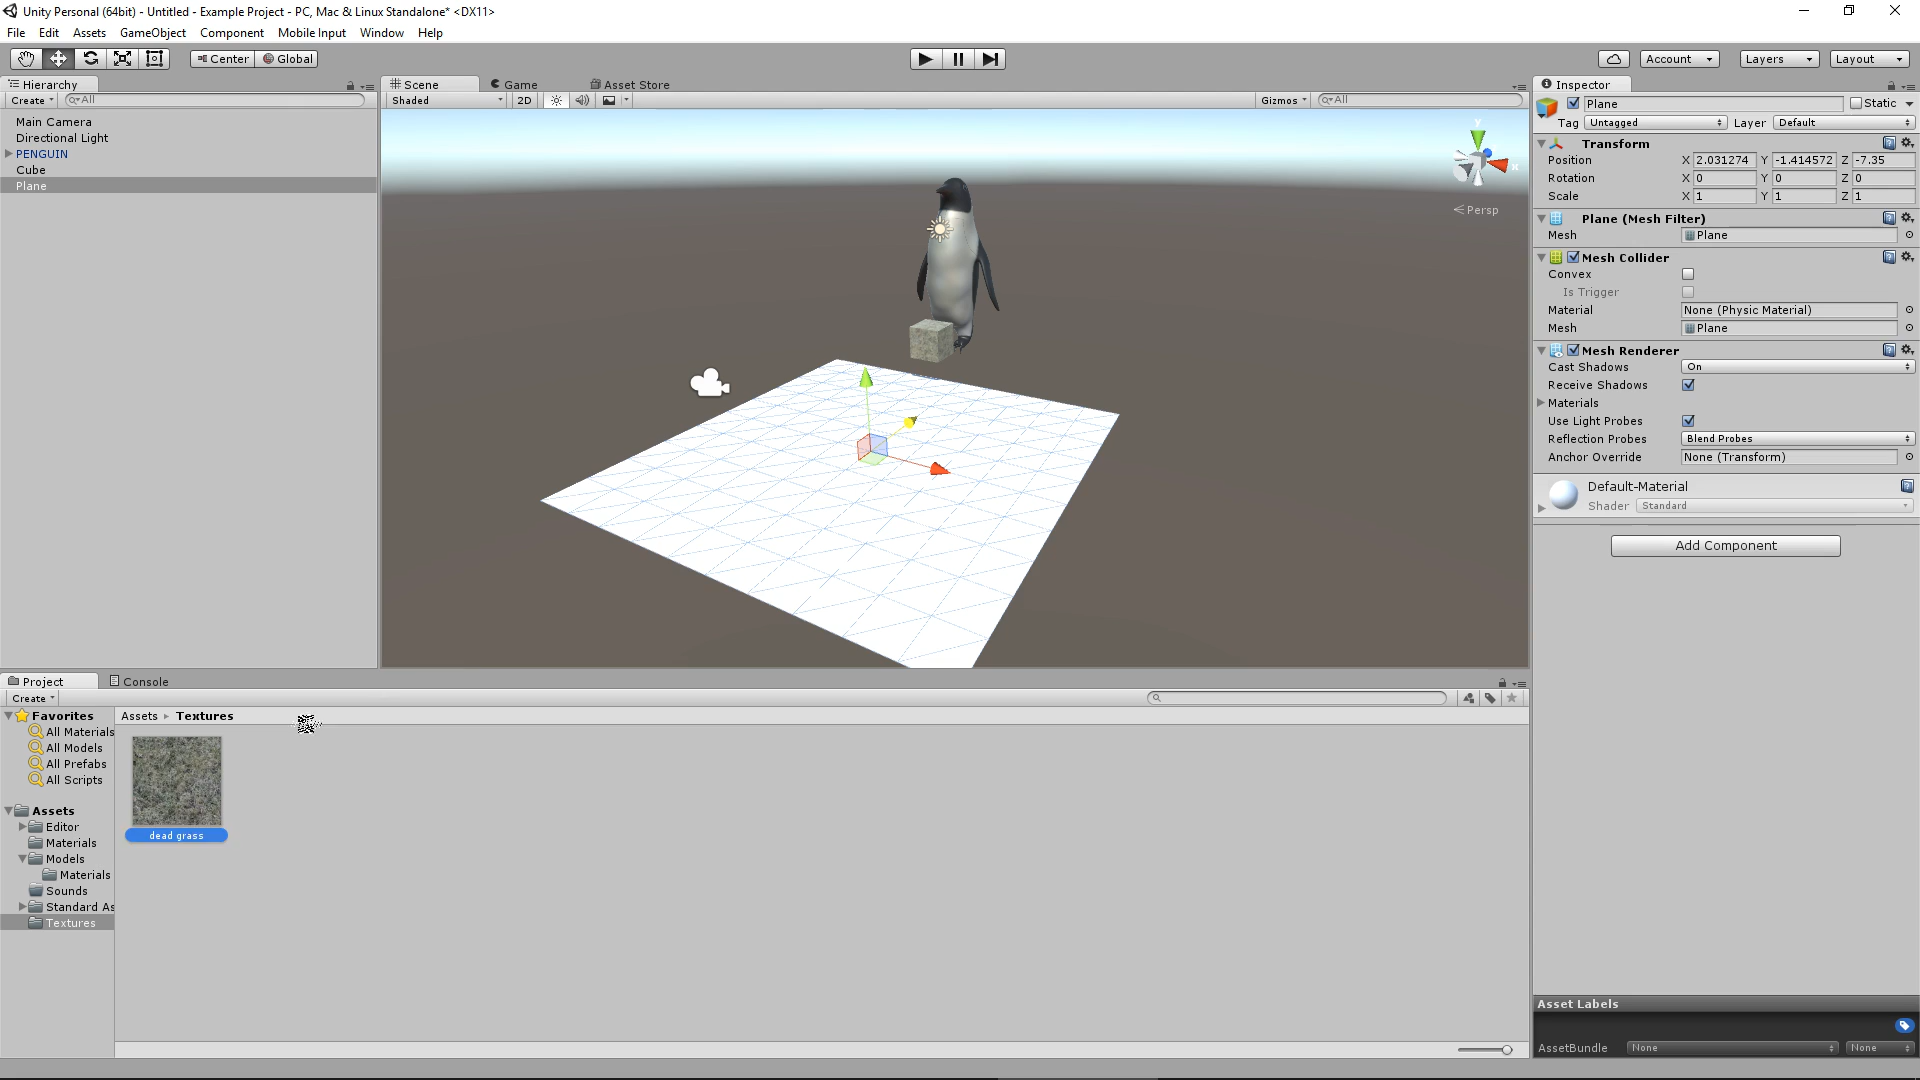 Unity Personal (64bit) - Untitled - Example Project - PC, Mac & Linux Standalone* <DX11>
File Edit Assets GameObject Component Mobile Input Window Help
Center Global Account Layers Layout
Hierarchy
Create All
Main Camera
Directional Light
PENGUIN
Cube
Plane
Scene Game Asset Store
Shaded 2D Gizmos All
y
x
Persp
Inspector
Plane Static
Tag Untagged Layer Default
Transform
Position X 2.031274 Y -1.414572 Z -7.35
Rotation X 0 Y 0 Z 0
Scale X 1 Y 1 Z 1
Plane (Mesh Filter)
Mesh Plane
Mesh Collider
Convex
Is Trigger
Material None (Physic Material)
Mesh Plane
Mesh Renderer
Cast Shadows On
Receive Shadows
Materials
Use Light Probes
Reflection Probes Blend Probes
Anchor Override None (Transform)
Default-Material
Shader Standard
Add Component
Project Console
Create
Favorites
All Materials
All Models
All Prefabs
All Scripts
Assets
Editor
Materials
Models
Materials
Sounds
Standard As
Textures
Assets Textures
dead grass
Asset Labels
AssetBundle None None